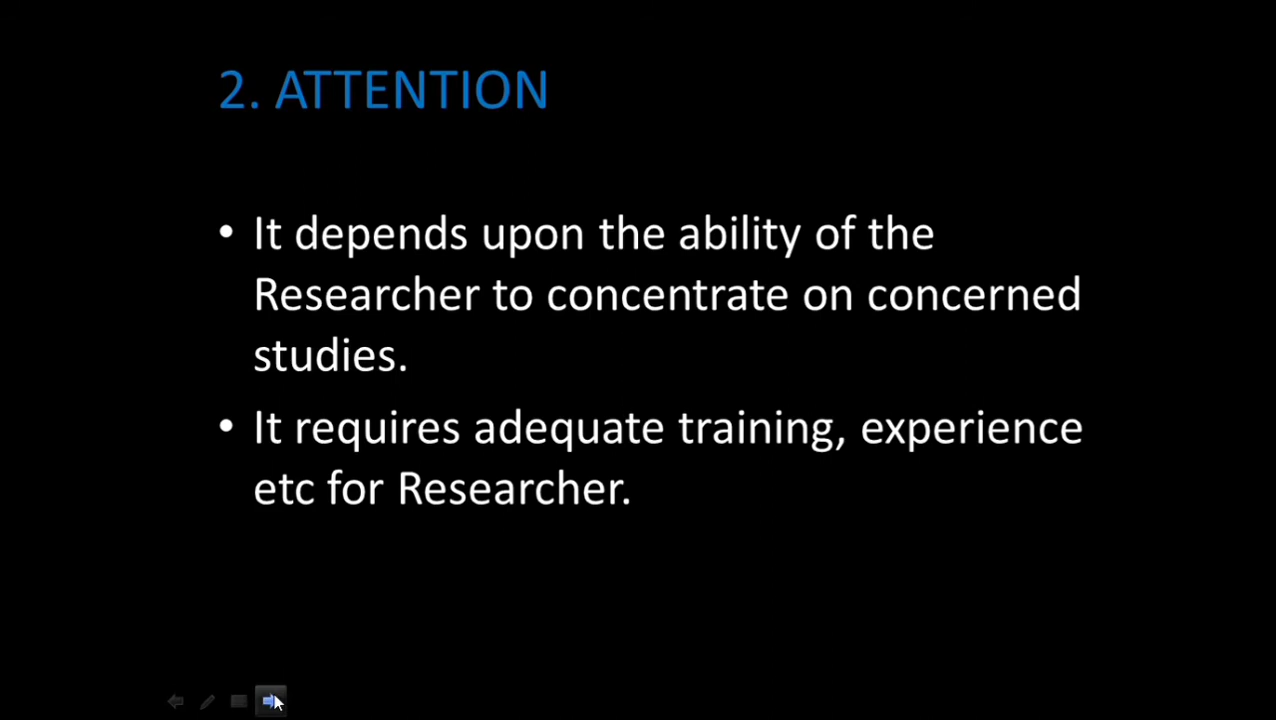 2. ATTENTION
• It depends upon the ability of the
Researcher to concentrate on concerned
studies.
• It requires adequate training, experience
etc for Researcher.